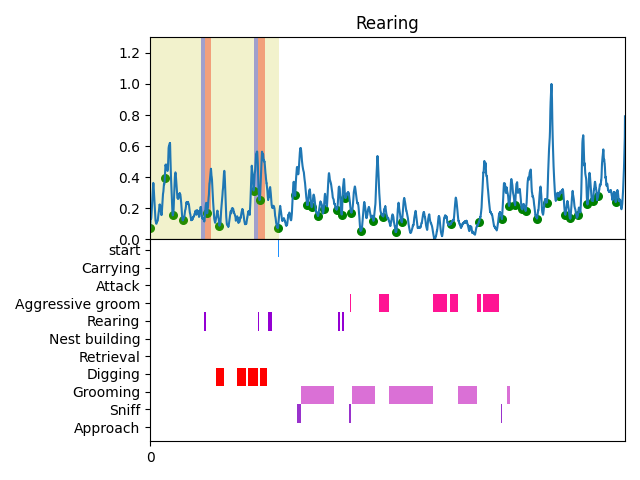 Rearing
1.2
1.0
0.8
0.6
0.4
0.2
0.0
start
Carrying
Attack
Aggressive groom
Rearing
Nest building
Retrieval
Digging
Grooming
Sniff
Approach
0